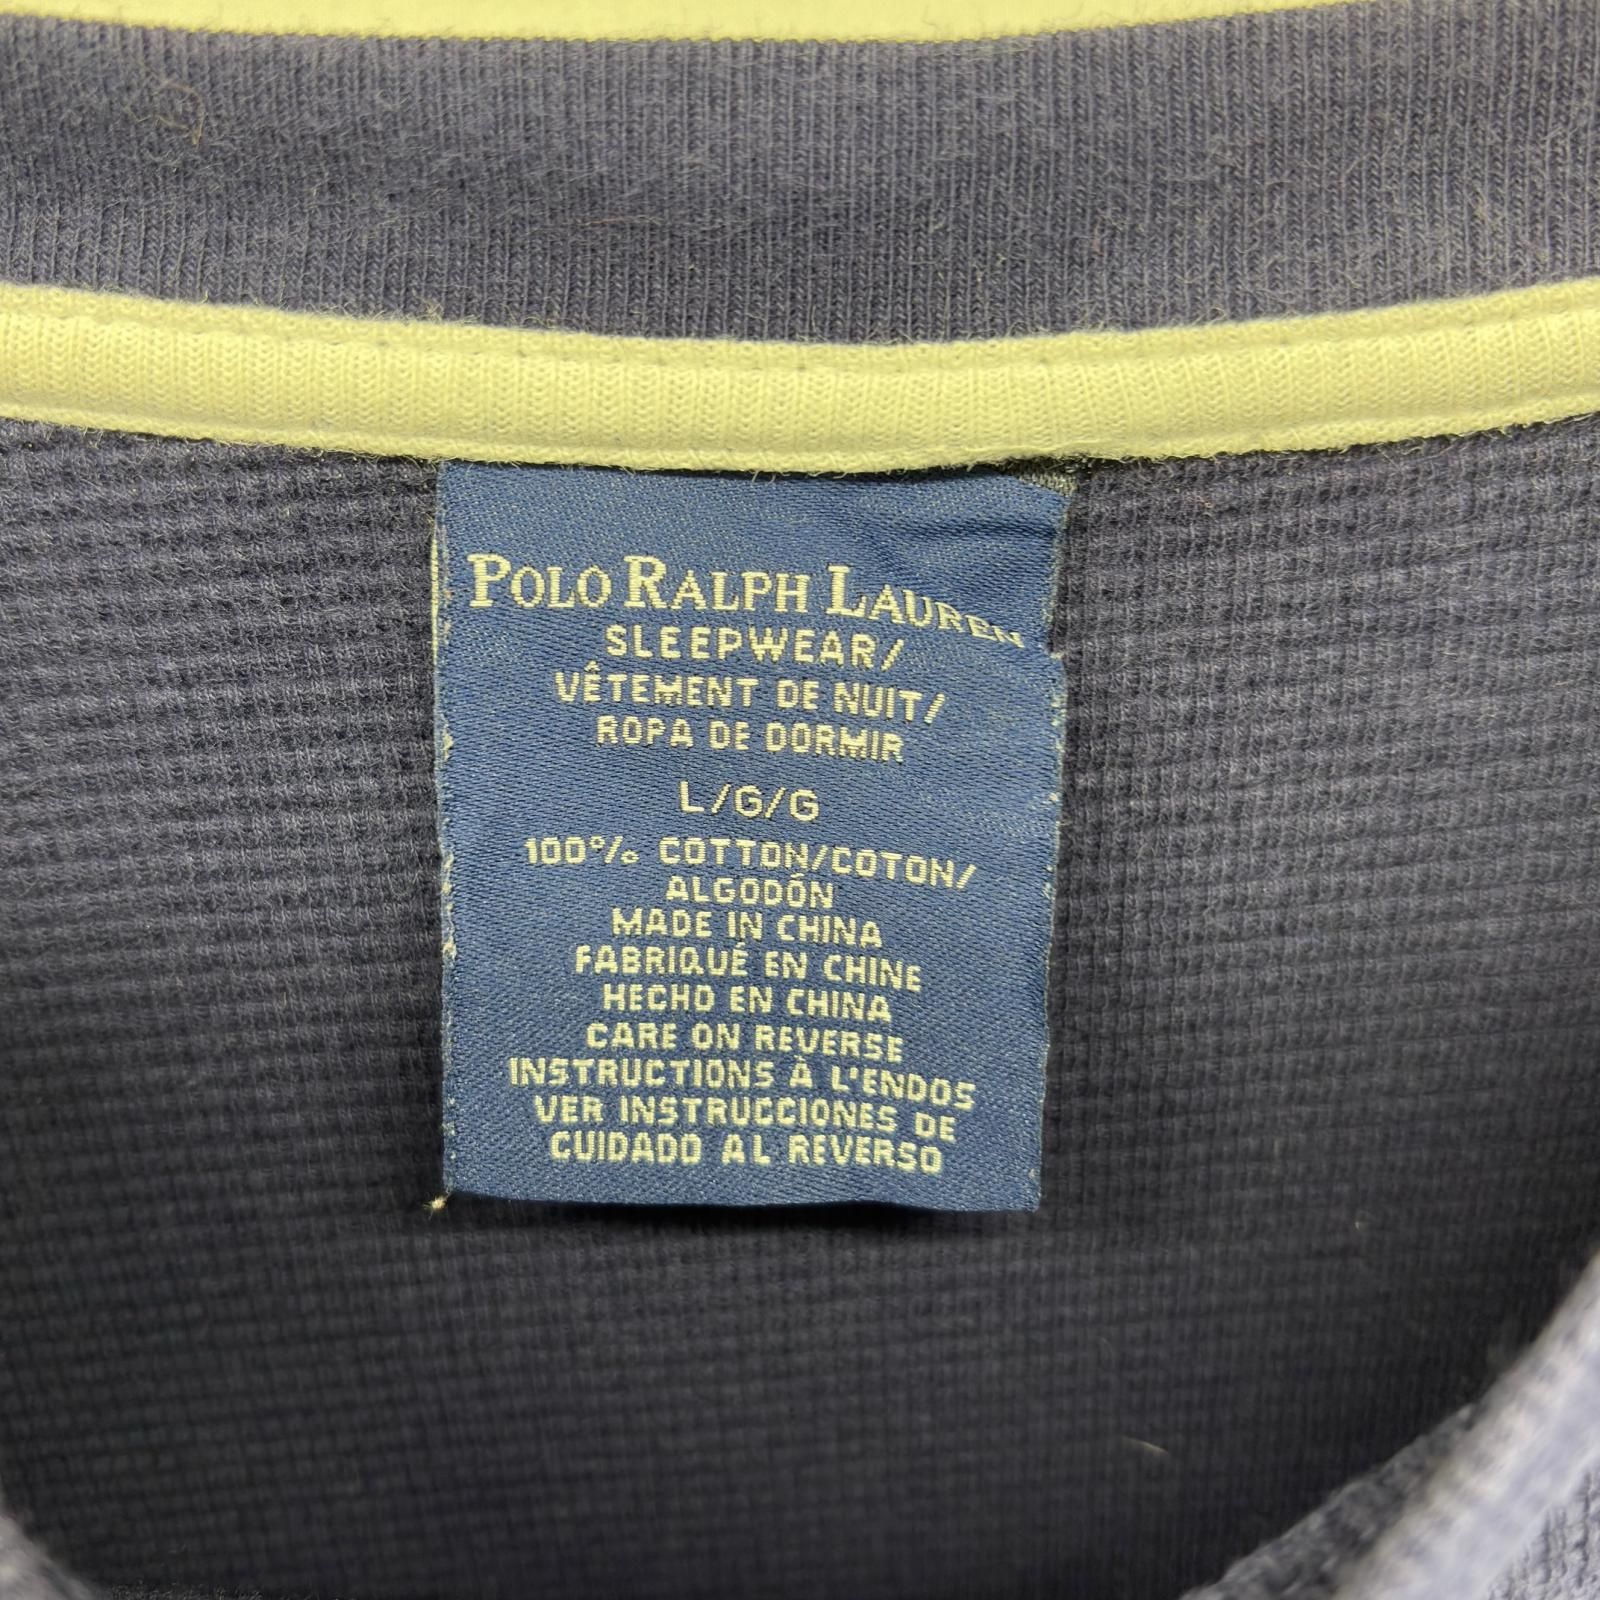 POLO RALPH LAUREN
SLEEPWEAR/
VÊTEMENT DE NUIT/
ROPA DE DORMIR
L/G/G
100% COTTON/COTON/
ALGODÓN
MADE IN CHINA
FABRIQUÉ EN CHINE
HECHO EN CHINA
CARE ON REVERSE
INSTRUCTIONS À L'ENDOS
VER INSTRUCCIONES DE
CUIDADO AL REVERSO